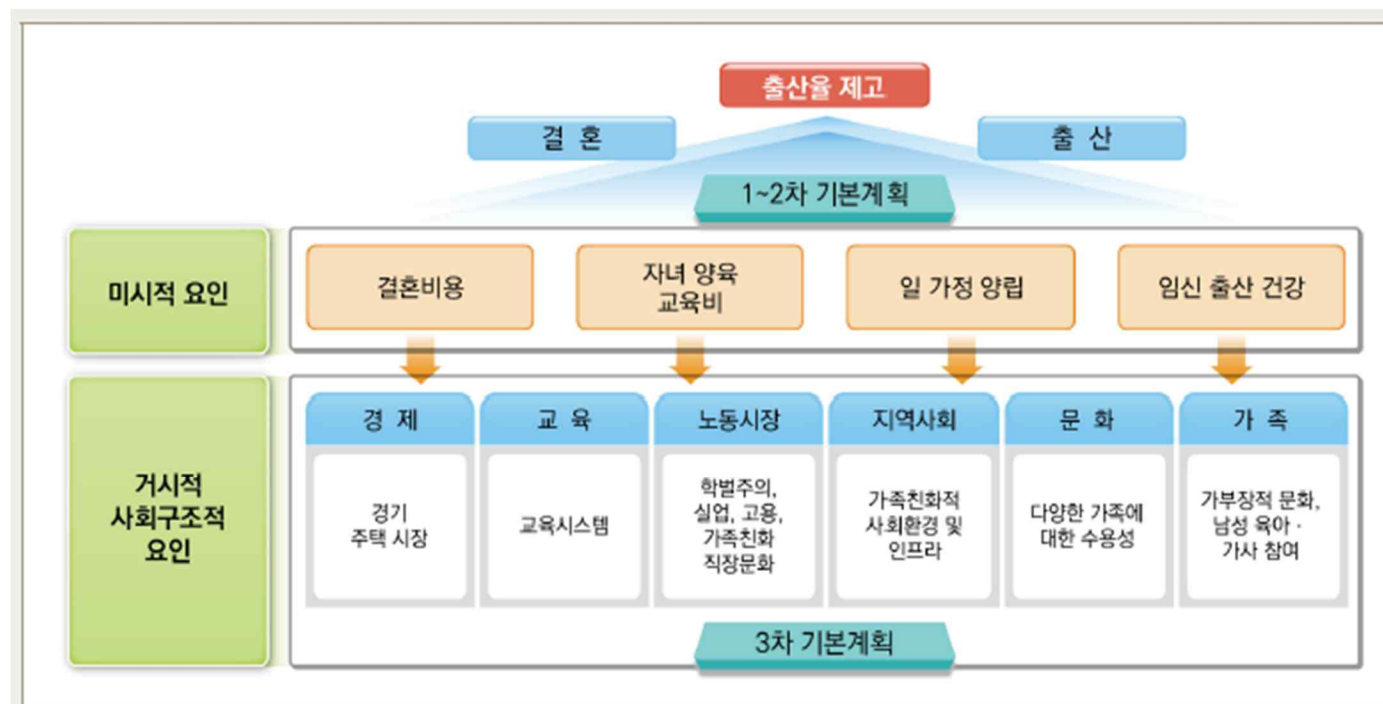 출산율 제고
결 혼
출 산
1~2차 기본계획
미시적 요인
결혼비용
자녀 양육
교육비
일 가정 양립
임신 출산 건강
거시적
사회구조적
요인
경 제
경기
주택 시장
교 육
교육시스템
노동시장
학벌주의,
실업, 고용,
가족친화
직장문화
지역사회
가족친화적
사회환경 및
인프라
문 화
다양한 가족에
대한 수용성
가 족
가부장적 문화,
남성 육아 ·
가사 참여
3차 기본계획